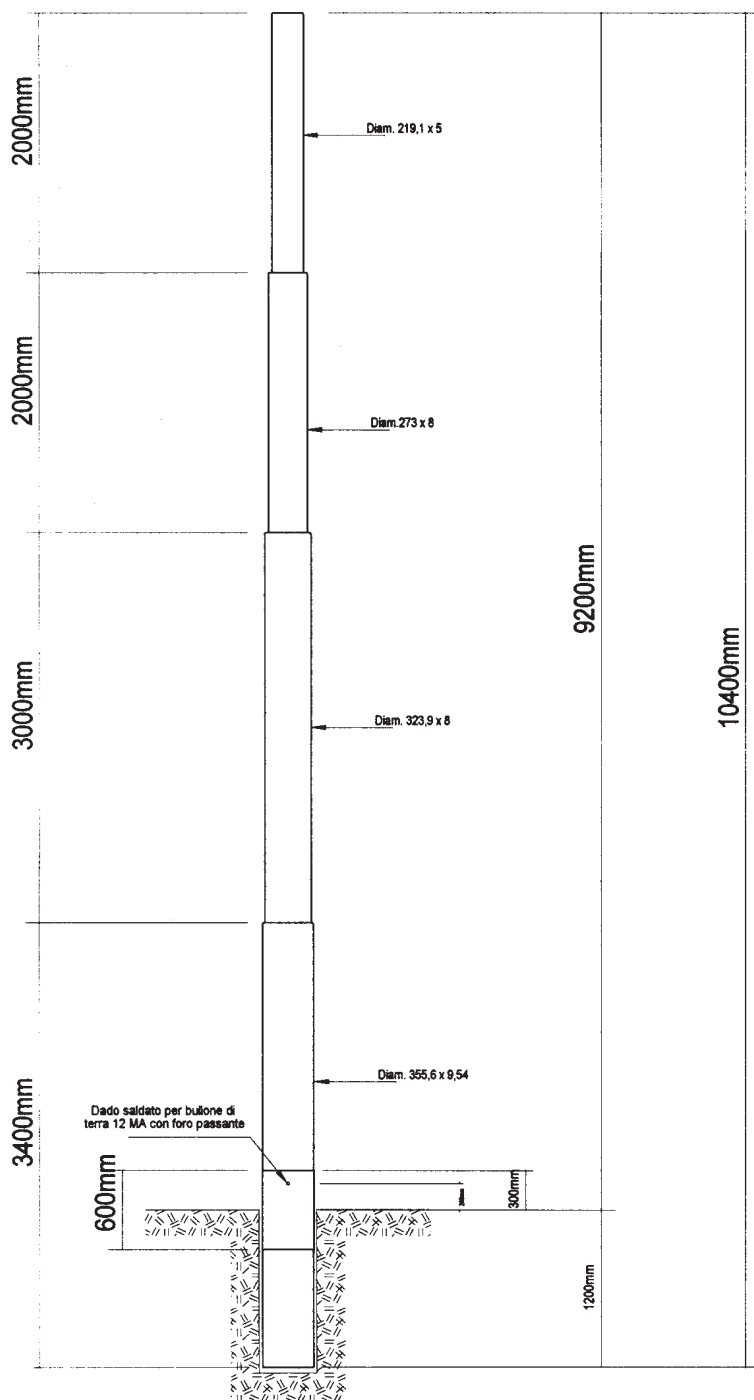 2000mm
Diam. 219,1 x 5
2000mm
Diam.273 x 8
9200mm
10400mm
3000mm
Diam. 323,9 x 8
3400mm
Diam. 355,6 x 9,54
Dado saldato per bullone di
terra 12 MA con foro passante
600mm
300mm
1200mm